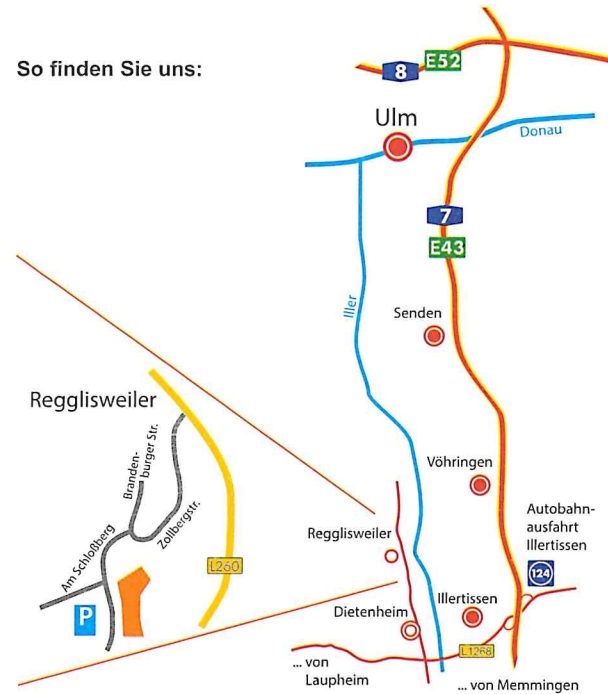 So finden Sie uns:
8
E52
Ulm
Donau
7
E43
Iller
Senden
Regglisweiler
Branden-
burger Str.
Zollbergstr.
Am Schloßberg
L260
P
Vöhringen
Autobahn-
ausfahrt
Illertissen
124
Regglisweiler
Dietenheim
Illertissen
L1268
... von
Laupheim
... von Memmingen